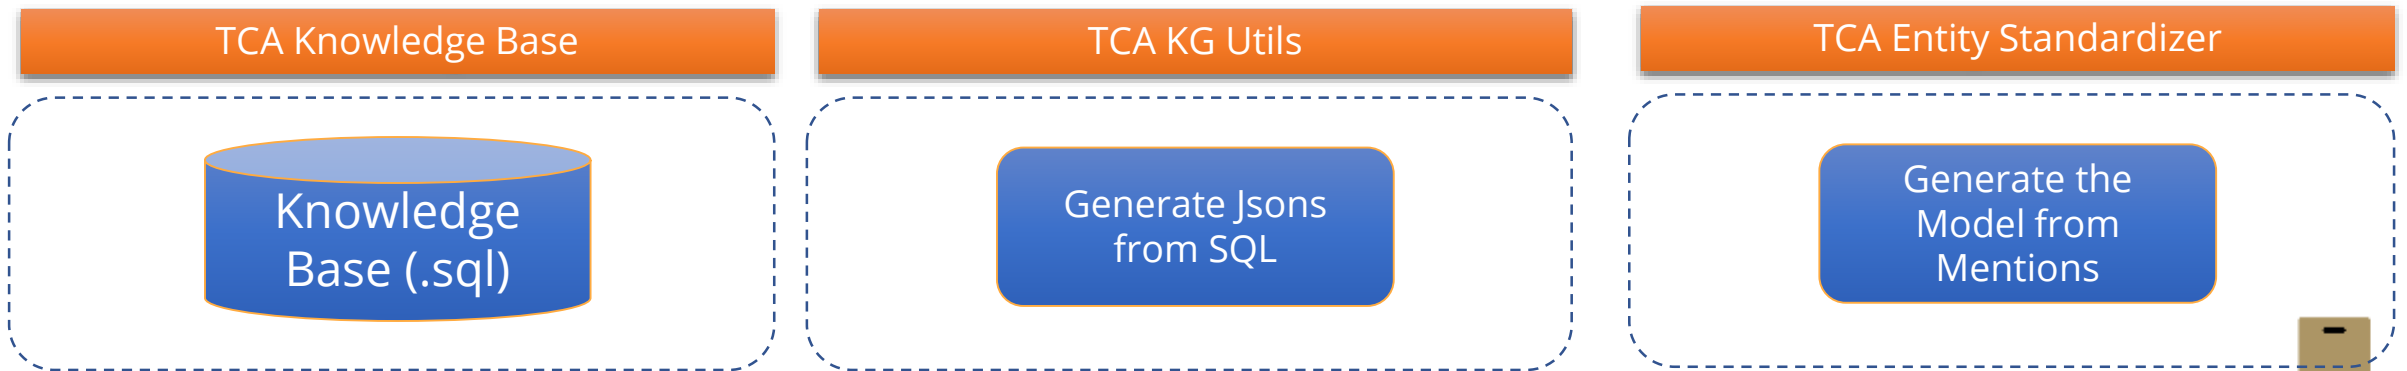 TCA Knowledge Base
TCA KG Utils
TCA Entity Standardizer
Knowledge
Base (.sql)
Generate Jsons
from SQL
Generate the
Model from
Mentions